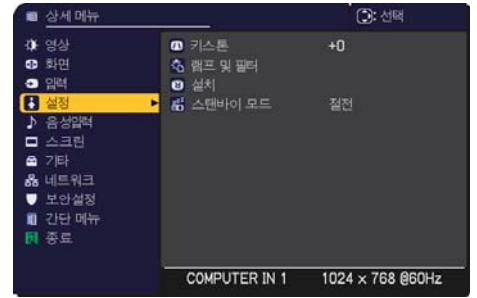 상세 메뉴
: 선택
영상
화면
입력
설정
음성입력
스크린
기타
네트워크
보안설정
간단 메뉴
종료
키스톤 +0
램프 및 필터
설치
스탠바이 모드 절전
COMPUTER IN 1 1024 x 768 @60Hz